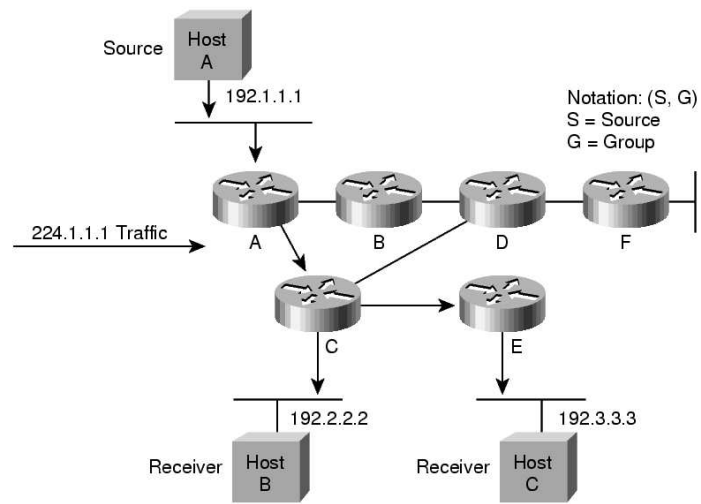 Source
Host
A
192.1.1.1
Notation: (S, G)
S = Source
G = Group
A
B
D
F
224.1.1.1 Traffic
C
E
192.2.2.2
192.3.3.3
Receiver
Host
B
Receiver
Host
C